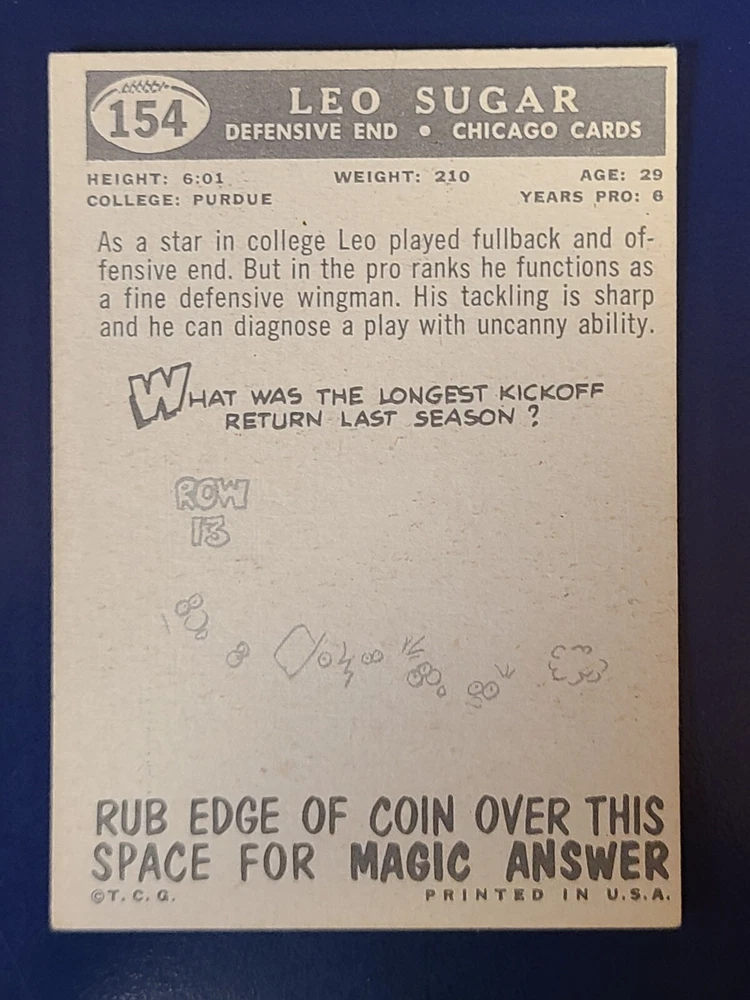 154
LEO SUGAR
DEFENSIVE END • CHICAGO CARDS
HEIGHT: 6:01 WEIGHT: 210 AGE: 29
COLLEGE: PURDUE YEARS PRO: 6
As a star in college Leo played fullback and of-
fensive end. But in the pro ranks he functions as
a fine defensive wingman. His tackling is sharp
and he can diagnose a play with uncanny ability.
WHAT WAS THE LONGEST KICKOFF
RETURN LAST SEASON?
ROW
13
RUB EDGE OF COIN OVER THIS
SPACE FOR MAGIC ANSWER
©T.C.G. PRINTED IN U.S.A.